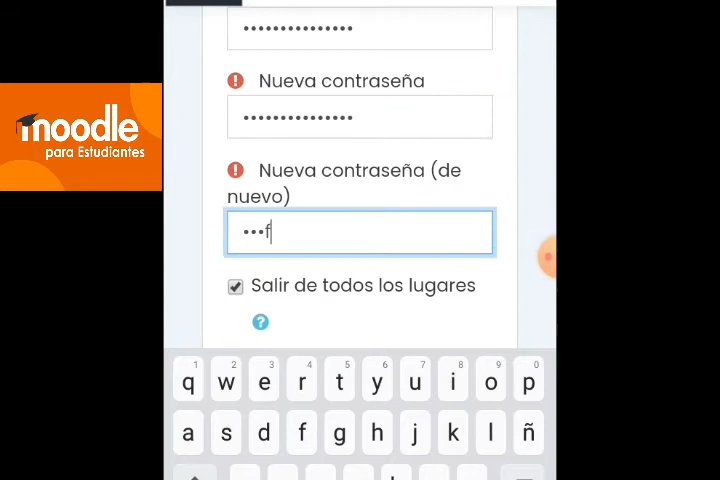 •••••••••••••••
Nueva contraseña
•••••••••••••••
moodle
para Estudiantes
Nueva contraseña (de
nuevo)
•••f
Salir de todos los lugares
?
1 2 3 4 5 6 7 8 9 0
q w e r t y u i o p
a s d f g h j k l ñ